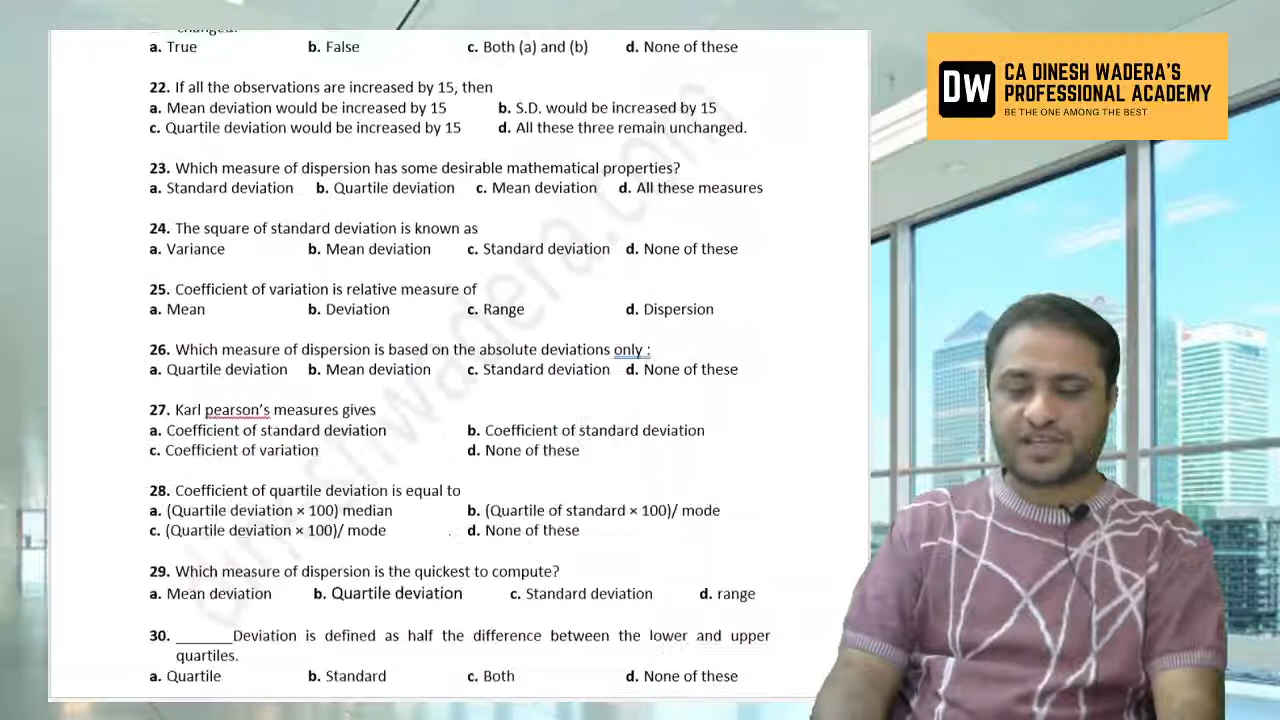 changed.
a. True b. False c. Both (a) and (b) d. None of these
22. If all the observations are increased by 15, then
a. Mean deviation would be increased by 15 b. S.D. would be increased by 15
c. Quartile deviation would be increased by 15 d. All these three remain unchanged.
23. Which measure of dispersion has some desirable mathematical properties?
a. Standard deviation b. Quartile deviation c. Mean deviation d. All these measures
24. The square of standard deviation is known as
a. Variance b. Mean deviation c. Standard deviation d. None of these
25. Coefficient of variation is relative measure of
a. Mean b. Deviation c. Range d. Dispersion
26. Which measure of dispersion is based on the absolute deviations only :
a. Quartile deviation b. Mean deviation c. Standard deviation d. None of these
27. Karl pearson's measures gives
a. Coefficient of standard deviation b. Coefficient of standard deviation
c. Coefficient of variation d. None of these
28. Coefficient of quartile deviation is equal to
a. (Quartile deviation × 100) median b. (Quartile of standard × 100)/ mode
c. (Quartile deviation × 100)/ mode d. None of these
29. Which measure of dispersion is the quickest to compute?
a. Mean deviation b. Quartile deviation c. Standard deviation d. range
30. _______Deviation is defined as half the difference between the lower and upper
quartiles.
a. Quartile b. Standard c. Both d. None of these
DW
CA DINESH WADERA'S
PROFESSIONAL ACADEMY
BE THE ONE AMONG THE BEST